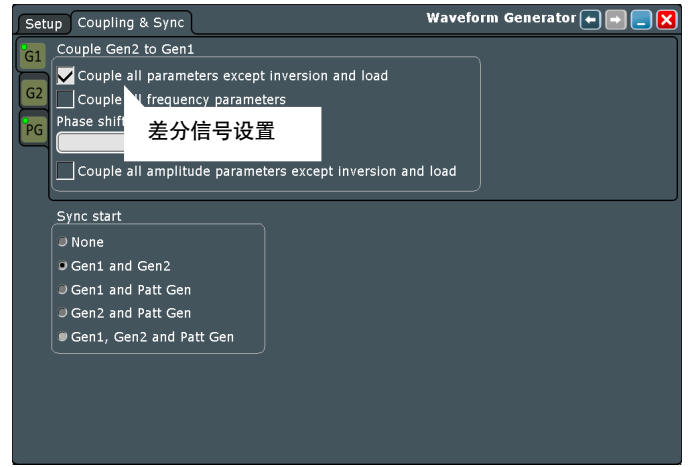 Setup
Coupling & Sync
Waveform Generator
G1
G2
PG
Couple Gen2 to Gen1
Couple all parameters except inversion and load
Couple all frequency parameters
Phase shift
差分信号设置
Couple all amplitude parameters except inversion and load
Sync start
None
Gen1 and Gen2
Gen1 and Patt Gen
Gen2 and Patt Gen
Gen1, Gen2 and Patt Gen